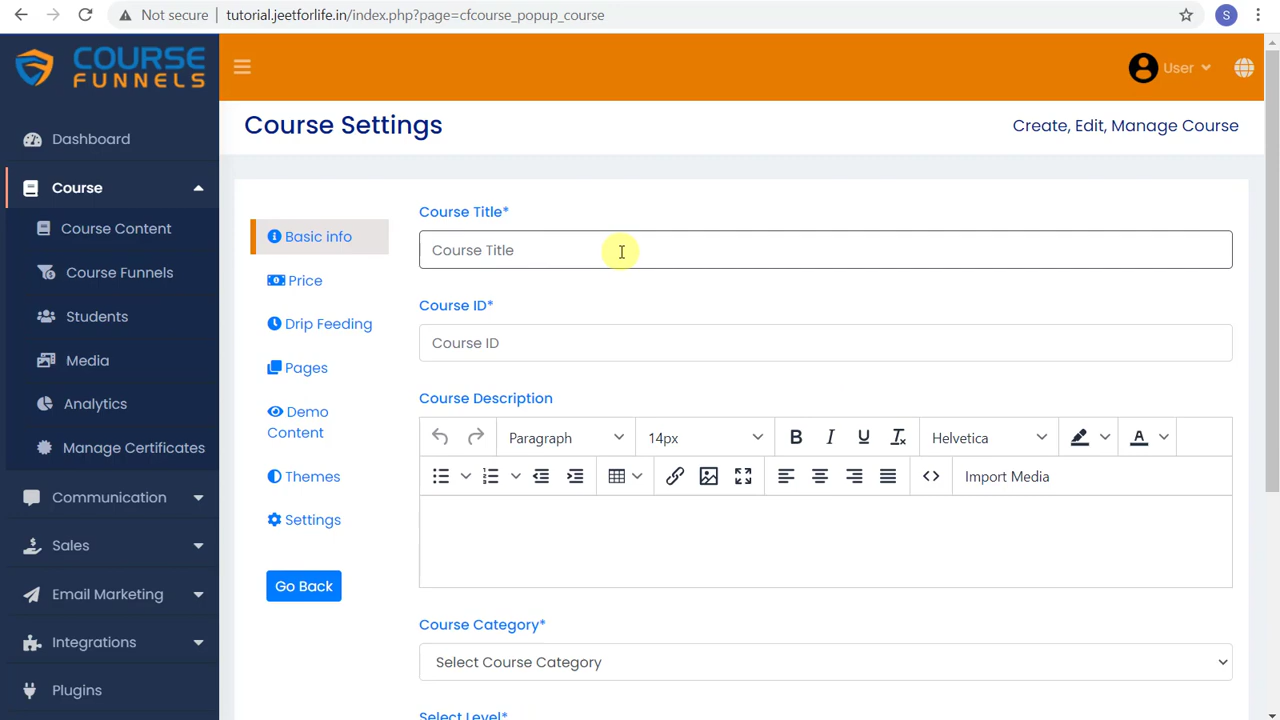 Not secure
tutorial.jeetforlife.in/index.php?page=cfcourse_popup_course
S
COURSE
FUNNELS
User
Dashboard
Course
Course Content
Course Funnels
Students
Media
Analytics
Manage Certificates
Communication
Sales
Email Marketing
Integrations
Plugins
Course Settings
Create, Edit, Manage Course
Basic info
Price
Drip Feeding
Pages
Demo
Content
Themes
Settings
Go Back
Course Title*
Course Title
Course ID*
Course ID
Course Description
Paragraph 14px B I U Helvetica A
Import Media
Course Category*
Select Course Category
Select Level*